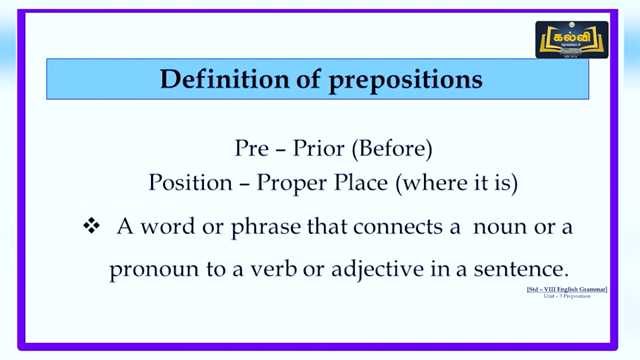 கல்வி
Definition of prepositions
Pre – Prior (Before)
Position – Proper Place (where it is)
❖ A word or phrase that connects a noun or a
pronoun to a verb or adjective in a sentence.
[Std – VIII English Grammar]
Unit – 3 Preposition